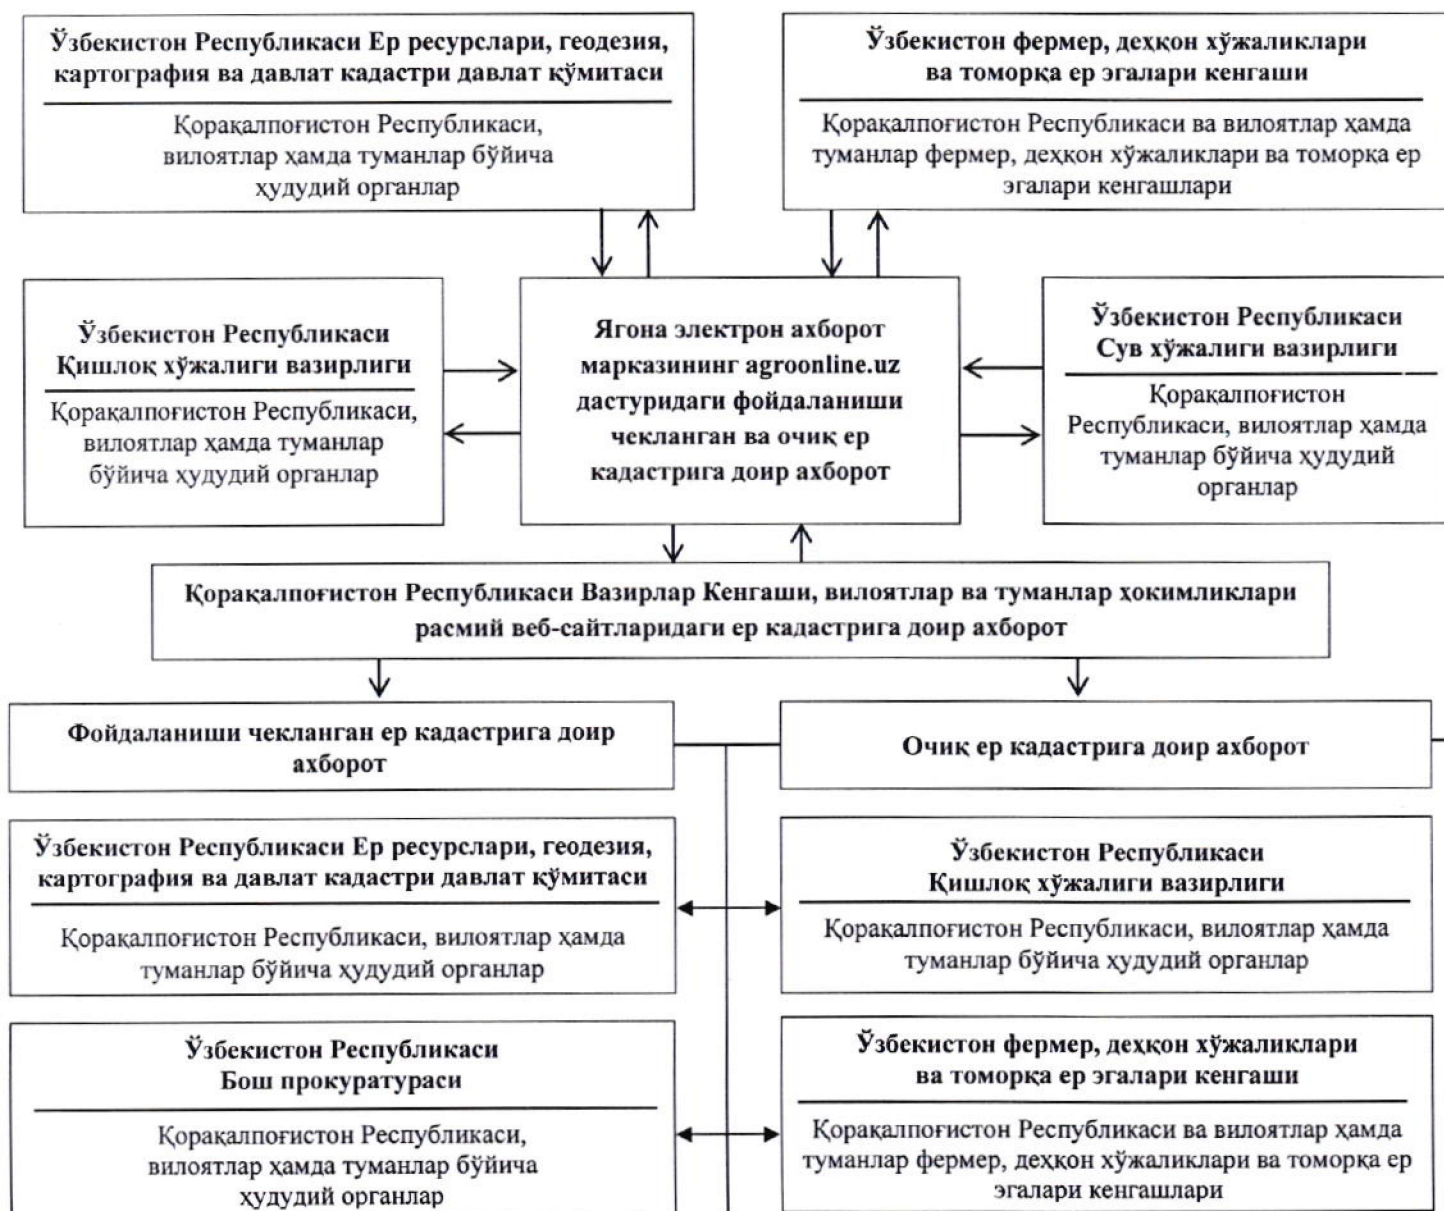 Ўзбекистон Республикаси Ер ресурслари, геодезия,
картография ва давлат кадастри давлат қўмитаси
Қорақалпоғистон Республикаси,
вилоятлар ҳамда туманлар бўйича
ҳудудий органлар
Ўзбекистон фермер, деҳқон хўжаликлари
ва томорқа ер эгалари кенгаши
Қорақалпоғистон Республикаси ва вилоятлар ҳамда
туманлар фермер, деҳқон хўжаликлари ва томорқа ер
эгалари кенгашлари
Ўзбекистон Республикаси
Қишлоқ хўжалиги вазирлиги
Қорақалпоғистон Республикаси,
вилоятлар ҳамда туманлар
бўйича ҳудудий органлар
Ягона электрон ахборот
марказининг agroonline.uz
дастуридаги фойдаланиши
чекланган ва очиқ ер
кадастрига доир ахборот
Ўзбекистон Республикаси
Сув хўжалиги вазирлиги
Қорақалпоғистон
Республикаси, вилоятлар ҳамда
туманлар бўйича ҳудудий
органлар
Қорақалпоғистон Республикаси Вазирлар Кенгаши, вилоятлар ва туманлар ҳокимликлари
расмий веб-сайтларидаги ер кадастрига доир ахборот
Фойдаланиши чекланган ер кадастрига доир
ахборот
Очиқ ер кадастрига доир ахборот
Ўзбекистон Республикаси Ер ресурслари, геодезия,
картография ва давлат кадастри давлат қўмитаси
Қорақалпоғистон Республикаси, вилоятлар ҳамда
туманлар бўйича ҳудудий органлар
Ўзбекистон Республикаси
Қишлоқ хўжалиги вазирлиги
Қорақалпоғистон Республикаси, вилоятлар ҳамда
туманлар бўйича ҳудудий органлар
Ўзбекистон Республикаси
Бош прокуратураси
Қорақалпоғистон Республикаси,
вилоятлар ҳамда туманлар бўйича
ҳудудий органлар
Ўзбекистон фермер, деҳқон хўжаликлари
ва томорқа ер эгалари кенгаши
Қорақалпоғистон Республикаси ва вилоятлар ҳамда
туманлар фермер, деҳқон хўжаликлари ва томорқа ер
эгалари кенгашлари